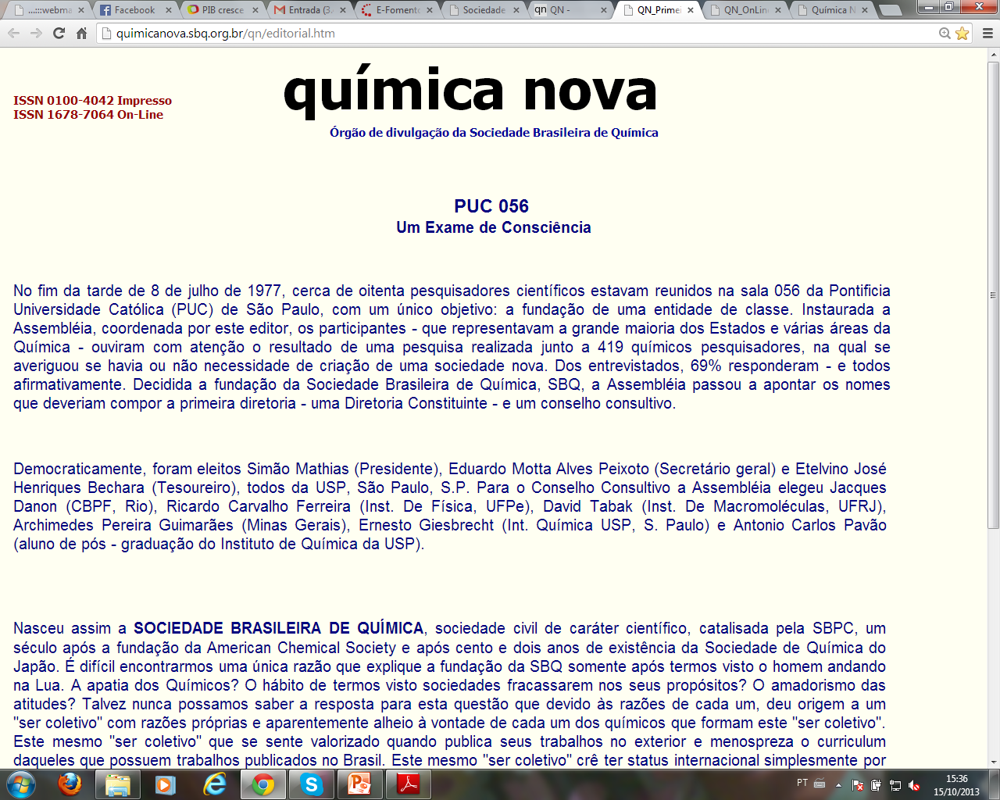 ...:::webma
Facebook
PIB cresce
Entrada (3.
E-Fomento
Sociedade
qn QN -
QN_Primei
QN_OnLine
Química N
quimicanova.sbq.org.br/qn/editorial.htm
ISSN 0100-4042 Impresso
ISSN 1678-7064 On-Line
química nova
Órgão de divulgação da Sociedade Brasileira de Química
PUC 056
Um Exame de Consciência
No fim da tarde de 8 de julho de 1977, cerca de oitenta pesquisadores científicos estavam reunidos na sala 056 da Pontificia
Universidade Católica (PUC) de São Paulo, com um único objetivo: a fundação de uma entidade de classe. Instaurada a
Assembléia, coordenada por este editor, os participantes - que representavam a grande maioria dos Estados e várias áreas da
Química - ouviram com atenção o resultado de uma pesquisa realizada junto a 419 químicos pesquisadores, na qual se
averiguou se havia ou não necessidade de criação de uma sociedade nova. Dos entrevistados, 69% responderam - e todos
afirmativamente. Decidida a fundação da Sociedade Brasileira de Química, SBQ, a Assembléia passou a apontar os nomes
que deveriam compor a primeira diretoria - uma Diretoria Constituinte - e um conselho consultivo.
Democraticamente, foram eleitos Simão Mathias (Presidente), Eduardo Motta Alves Peixoto (Secretário geral) e Etelvino José
Henriques Bechara (Tesoureiro), todos da USP, São Paulo, S.P. Para o Conselho Consultivo a Assembléia elegeu Jacques
Danon (CBPF, Rio), Ricardo Carvalho Ferreira (Inst. De Física, UFPe), David Tabak (Inst. De Macromoléculas, UFRJ),
Archimedes Pereira Guimarães (Minas Gerais), Ernesto Giesbrecht (Int. Química USP, S. Paulo) e Antonio Carlos Pavão
(aluno de pós - graduação do Instituto de Química da USP).
Nasceu assim a SOCIEDADE BRASILEIRA DE QUÍMICA, sociedade civil de caráter científico, catalisada pela SBPC, um
século após a fundação da American Chemical Society e após cento e dois anos de existência da Sociedade de Química do
Japão. É difícil encontrarmos uma única razão que explique a fundação da SBQ somente após termos visto o homem andando
na Lua. A apatia dos Químicos? O hábito de termos visto sociedades fracassarem nos seus propósitos? O amadorismo das
atitudes? Talvez nunca possamos saber a resposta para esta questão que devido às razões de cada um, deu origem a um
"ser coletivo" com razões próprias e aparentemente alheio à vontade de cada um dos químicos que formam este "ser coletivo".
Este mesmo "ser coletivo" que se sente valorizado quando publica seus trabalhos no exterior e menospreza o curriculum
daqueles que possuem trabalhos publicados no Brasil. Este mesmo "ser coletivo" crê ter status internacional simplesmente por
PT
15:36
15/10/2013